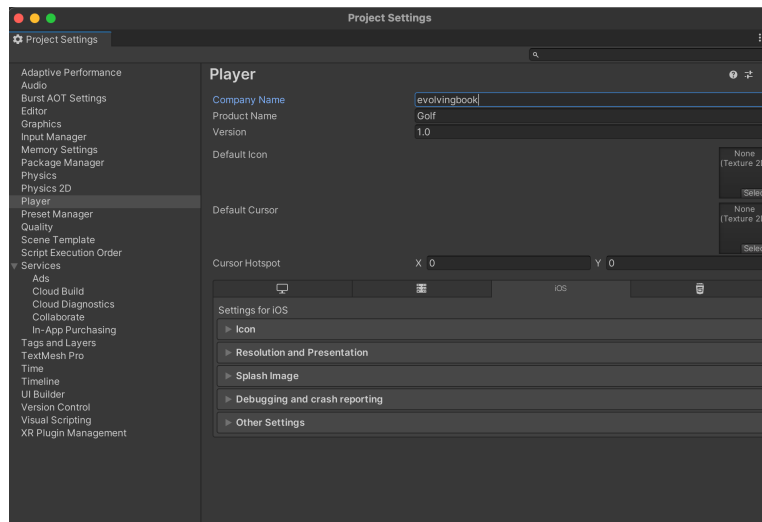 Project Settings
Project Settings
Adaptive Performance
Audio
Burst AOT Settings
Editor
Graphics
Input Manager
Memory Settings
Package Manager
Physics
Physics 2D
Player
Preset Manager
Quality
Scene Template
Script Execution Order
Services
Ads
Cloud Build
Cloud Diagnostics
Collaborate
In-App Purchasing
Tags and Layers
TextMesh Pro
Time
Timeline
UI Builder
Version Control
Visual Scripting
XR Plugin Management
Player
Company Name evolvingbook
Product Name Golf
Version 1.0
Default Icon
None
(Texture 2
Selec
Default Cursor
None
(Texture 2
Selec
Cursor Hotspot X 0 Y 0
iOS
Settings for iOS
Icon
Resolution and Presentation
Splash Image
Debugging and crash reporting
Other Settings